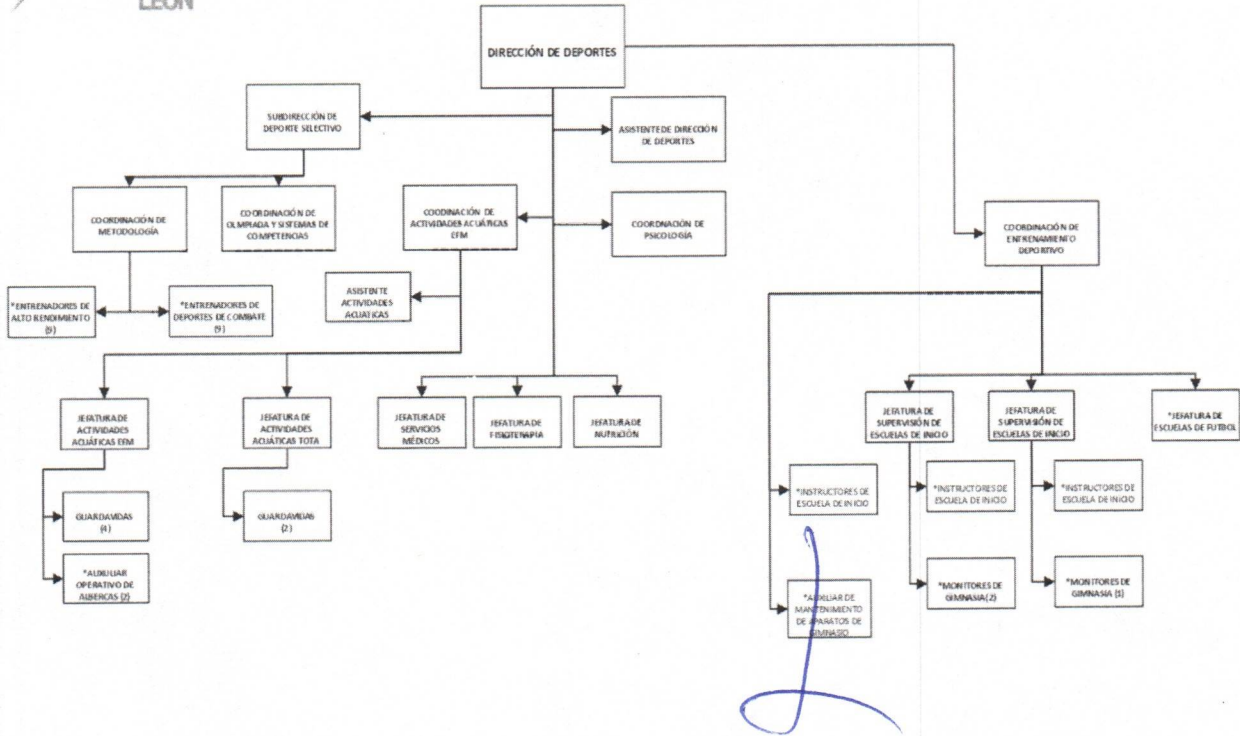 LEÓN
DIRECCIÓN DE DEPORTES
SUBDIRECCIÓN DE
DEPORTE SELECTIVO
ASISTENTE DE DIRECCIÓN
DE DEPORTES
COORDINACIÓN DE
METODOLOGÍA
COORDINACIÓN DE
OLMPIADA Y SISTEMAS DE
COMPETENCIAS
COODINACIÓN DE
ACTIVIDADES ACUÁTICAS
EFM
COORDNACIÓN DE
PSICOLOGÍA
COORDINACIÓN DE
ENTRENAMIENTO
DEPORTIVO
*ENTRENADORES DE
ALTO RENDIMIENTO
*ENTRENADORES DE
DEPORTES DE COMBATE
(9)
ASISTENTE
ACTIVIDADES
ACUATICAS
JEFATURA DE
ACTIVIDADES
ACUÁTICAS EFM
JEFATURA DE
ACTIVIDADES
ACUÁTICAS TOTA
JEFATURA DE
SERVICIOS
MÉDICOS
JEFATURA DE
FISIOTERAPIA
JEFATURA DE
NUTRICIÓN
JEFATURA DE
SUPERVISIÓN DE
ESCUELAS DE INICIO
JEFATURA DE
SUPERVISIÓN DE
ESCUELAS DE INICIO
*JEFATURA DE
ESCUELAS DE FUTBOL
GUARDAVIDAS
(4)
GUARDAVIDAS
(2)
*INSTRUCTORES DE
ESCUELA DE INICIO
*INSTRUCTORES DE
ESCUELA DE INICIO
*INSTRUCTORES DE
ESCUELA DE INICIO
*AUXILIAR
OPERATIVO DE
ALBERCAS (2)
*AUXILIAR DE
MANTENIMIENTO
DE APARATOS DE
GIMNASIO
*MONITORES DE
GIMNASIA (2)
*MONITORES DE
GIMNASIA (1)